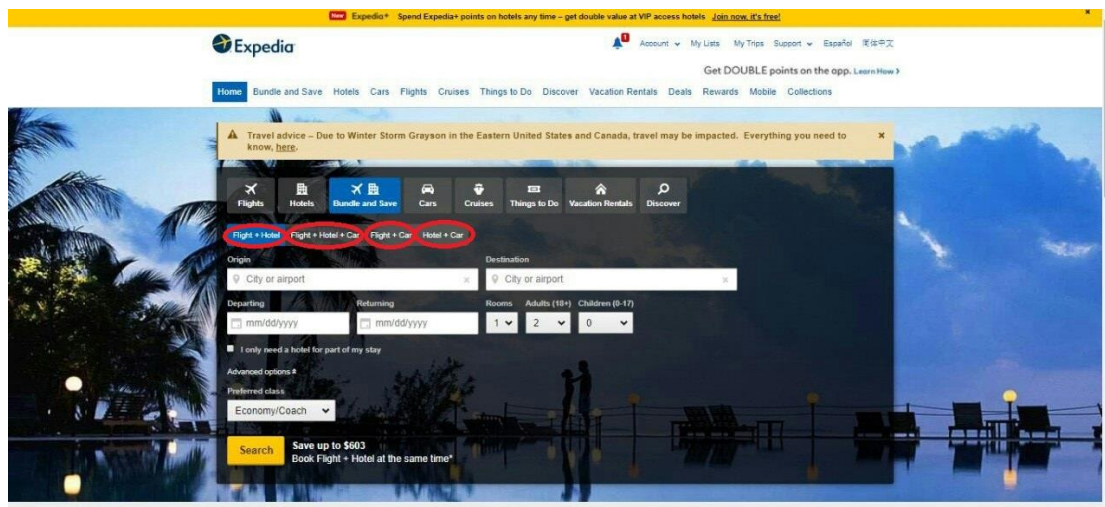 New Expedia+ Spend Expedia+ points on hotels any time – get double value at VIP access hotels Join now, it's free! ×
Expedia
1 Account My Lists My Trips Support Español 简体中文
Get DOUBLE points on the app. Learn How >
Home Bundle and Save Hotels Cars Flights Cruises Things to Do Discover Vacation Rentals Deals Rewards Mobile Collections
Travel advice – Due to Winter Storm Grayson in the Eastern United States and Canada, travel may be impacted. Everything you need to ×
know, here.
Flights Hotels Bundle and Save Cars Cruises Things to Do Vacation Rentals Discover
Flight + Hotel Flight + Hotel + Car Flight + Car Hotel + Car
Origin Destination
City or airport × City or airport ×
Departing Returning Rooms Adults (18+) Children (0-17)
mm/dd/yyyy mm/dd/yyyy 1 2 0
I only need a hotel for part of my stay
Advanced options
Preferred class
Economy/Coach
Search Save up to $603
Book Flight + Hotel at the same time*